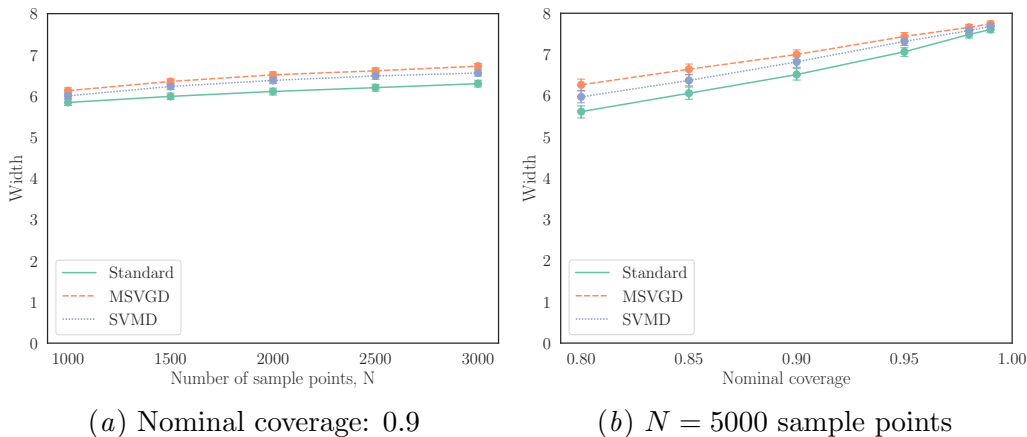 8
7
6
5
4
3
2
1
0
Width
Standard
MSVGD
SVMD
1000 1500 2000 2500 3000
Number of sample points, N
(a) Nominal coverage: 0.9
8
7
6
5
4
3
2
1
0
Width
Standard
MSVGD
SVMD
0.80 0.85 0.90 0.95 1.00
Nominal coverage
(b) N = 5000 sample points